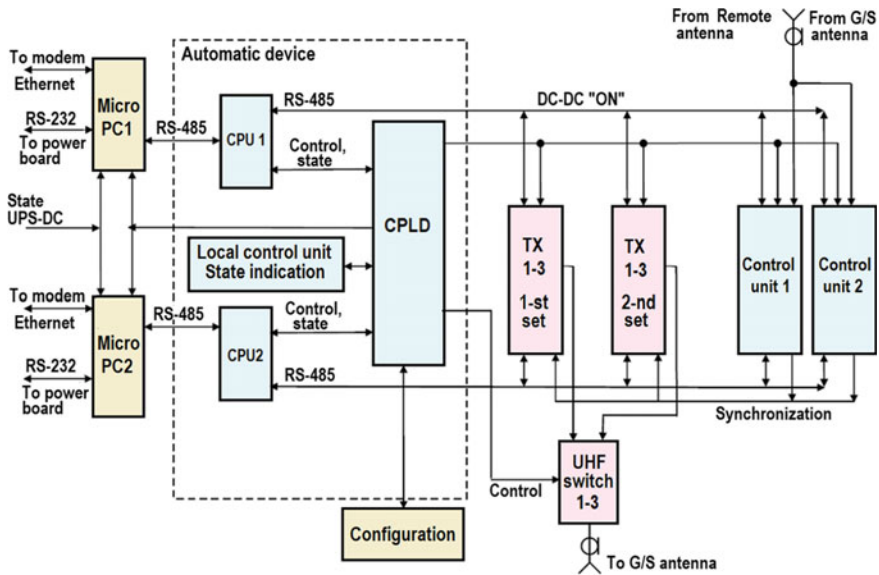 From Remote
antenna
From G/S
antenna
To modem
Ethernet
Micro
PC1
RS-232
To power
board
RS-485
Automatic device
CPU 1
RS-485
Control,
state
DC-DC "ON"
CPLD
State
UPS-DC
Local control unit
State indication
TX
1-3
1-st
set
TX
1-3
2-nd
set
Control
unit 1
Control
unit 2
To modem
Ethernet
Micro
PC2
RS-232
To power
board
RS-485
CPU2
Control,
state
RS-485
Synchronization
Control
UHF
switch
1-3
Configuration
To G/S antenna